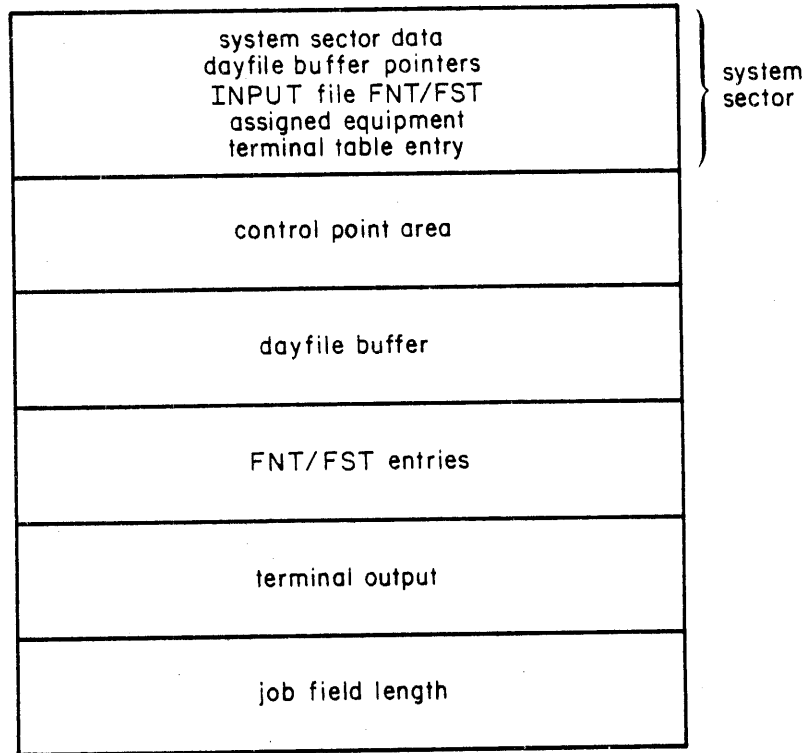 system sector data
dayfile buffer pointers
INPUT file FNT/FST
assigned equipment
terminal table entry
system
sector
control point area
dayfile buffer
FNT/FST entries
terminal output
job field length